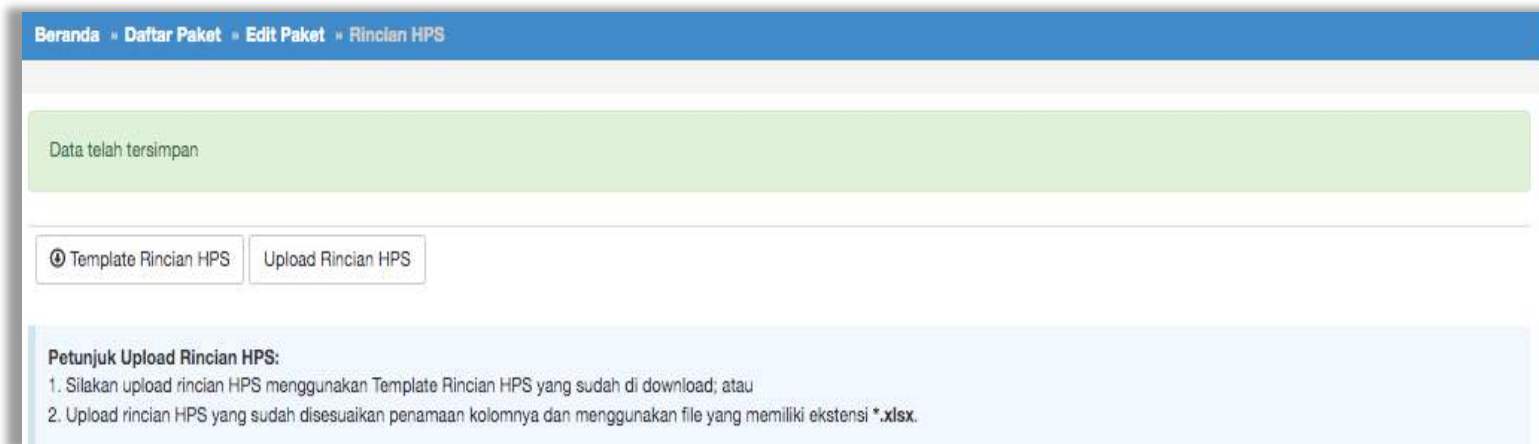 Beranda » Daftar Paket » Edit Paket » Rincian HPS
Data telah tersimpan
Template Rincian HPS Upload Rincian HPS
Petunjuk Upload Rincian HPS:
1. Silakan upload rincian HPS menggunakan Template Rincian HPS yang sudah di download; atau
2. Upload rincian HPS yang sudah disesuaikan penamaan kolomnya dan menggunakan file yang memiliki ekstensi *.xlsx.